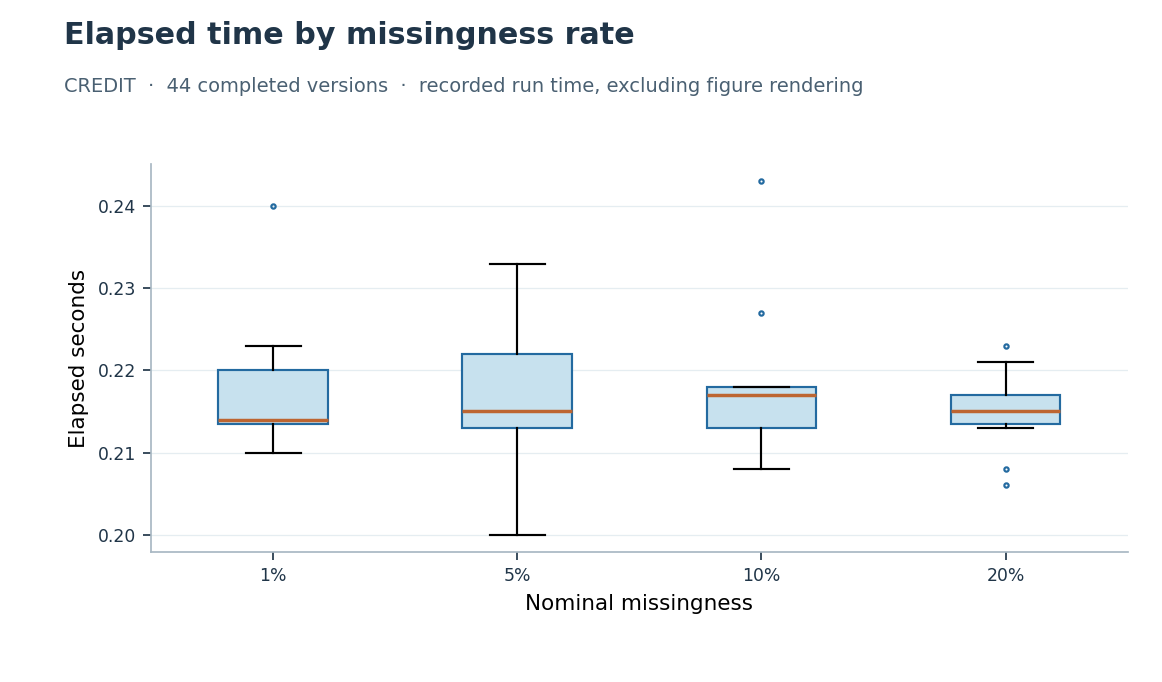 Elapsed time by missingness rate
CREDIT · 44 completed versions · recorded run time, excluding figure rendering
0.24
0.23
0.22
0.21
0.20
Elapsed seconds
1% 5% 10% 20%
Nominal missingness